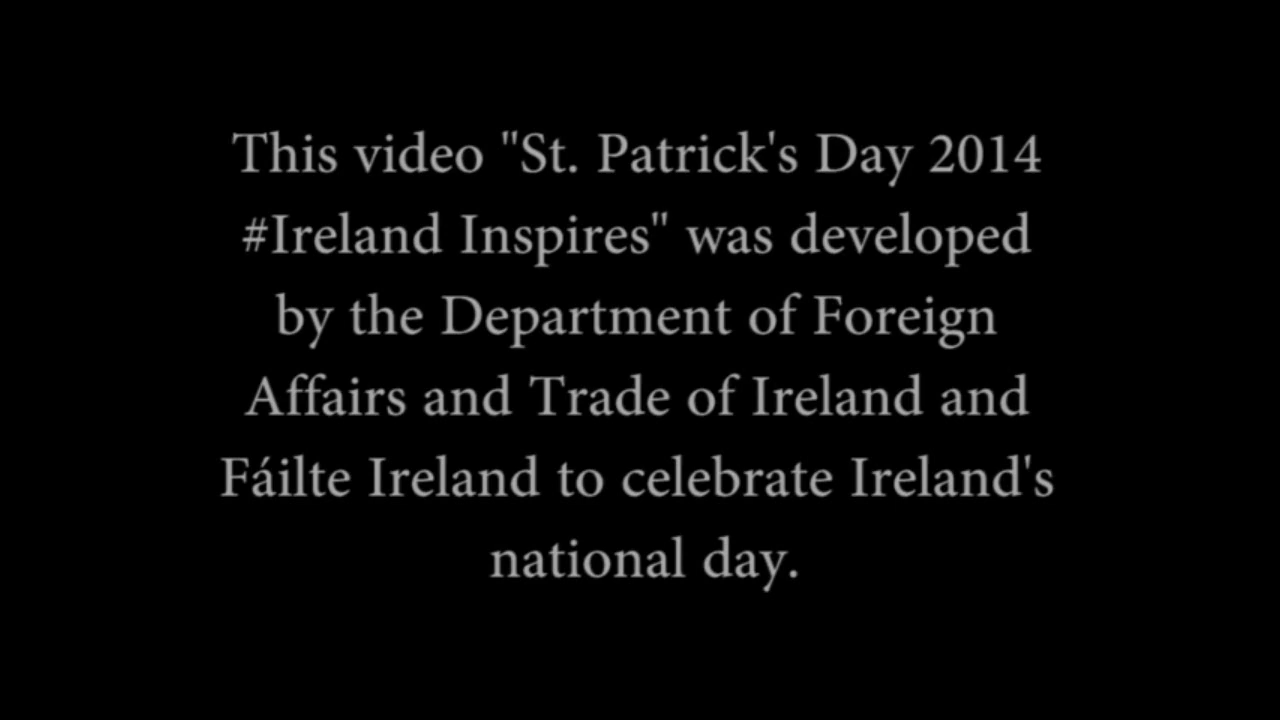 This video "St. Patrick's Day 2014
#Ireland Inspires" was developed
by the Department of Foreign
Affairs and Trade of Ireland and
Fáilte Ireland to celebrate Ireland's
national day.